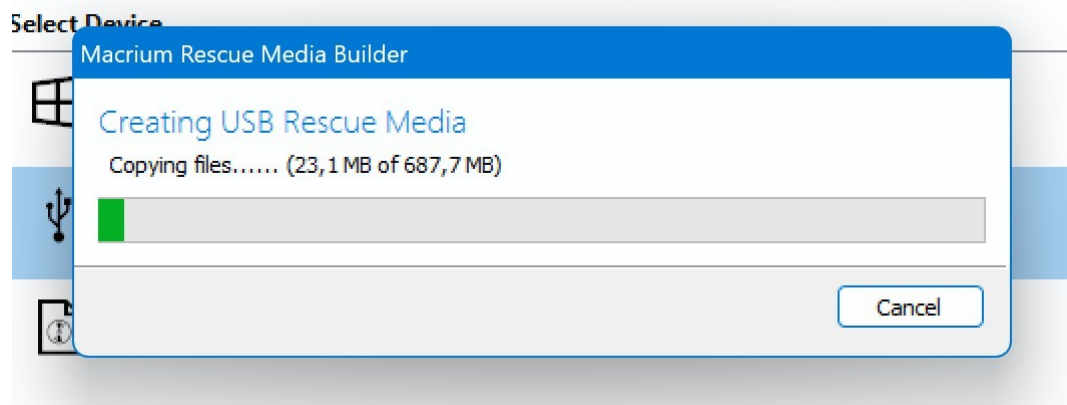 Select Device
Macrium Rescue Media Builder
Creating USB Rescue Media
Copying files...... (23,1 MB of 687,7 MB)
Cancel